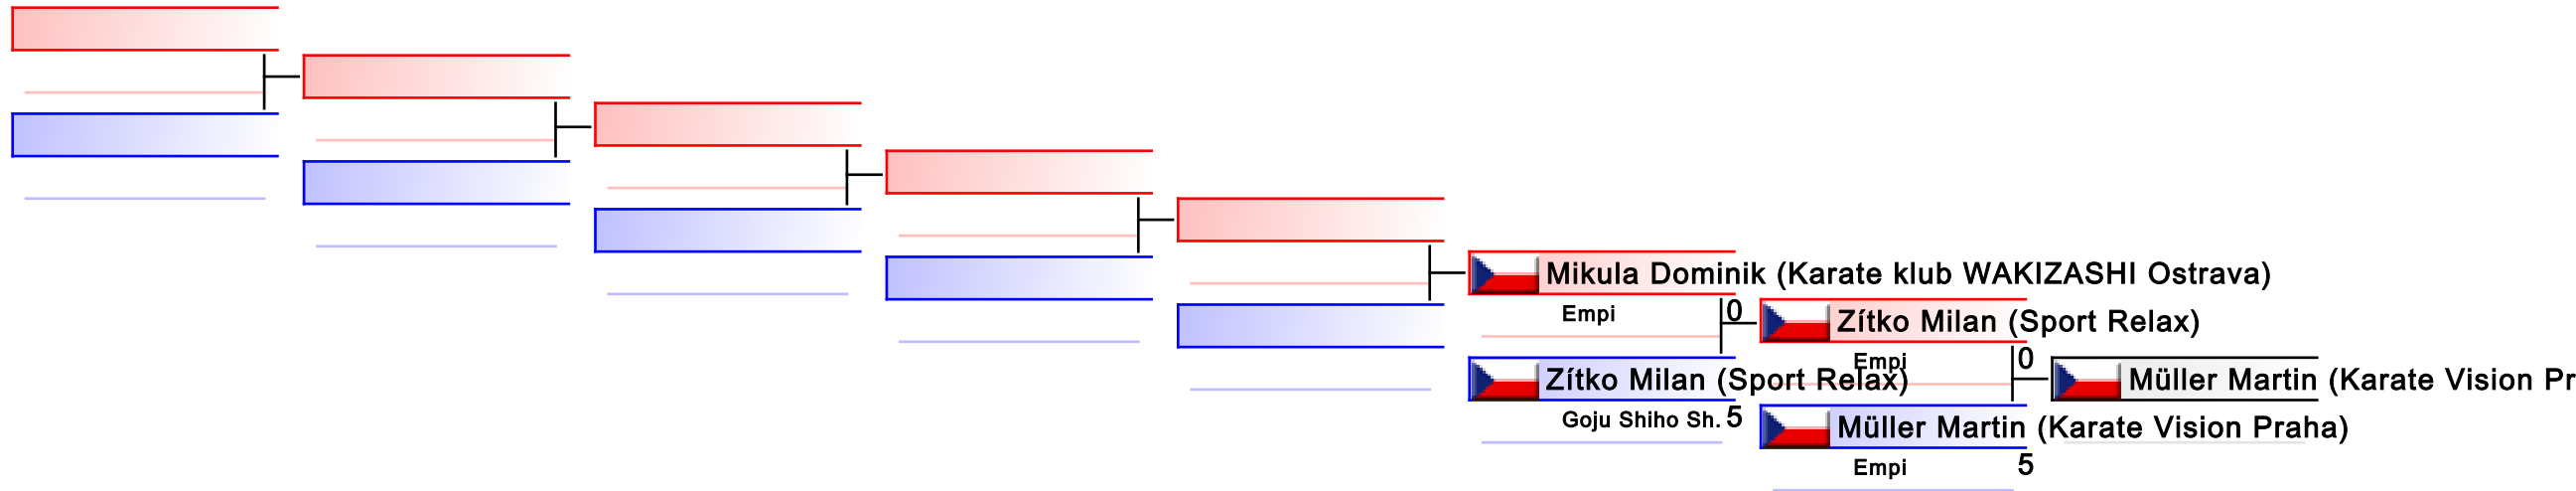 Mikula Dominik (Karate klub WAKIZASHI Ostrava)
Empi
0
Zítko Milan (Sport Relax)
Goju Shiho Sh. 5
Zítko Milan (Sport Relax)
Empi
0
Müller Martin (Karate Vision Praha)
Empi
5
Müller Martin (Karate Vision Pr